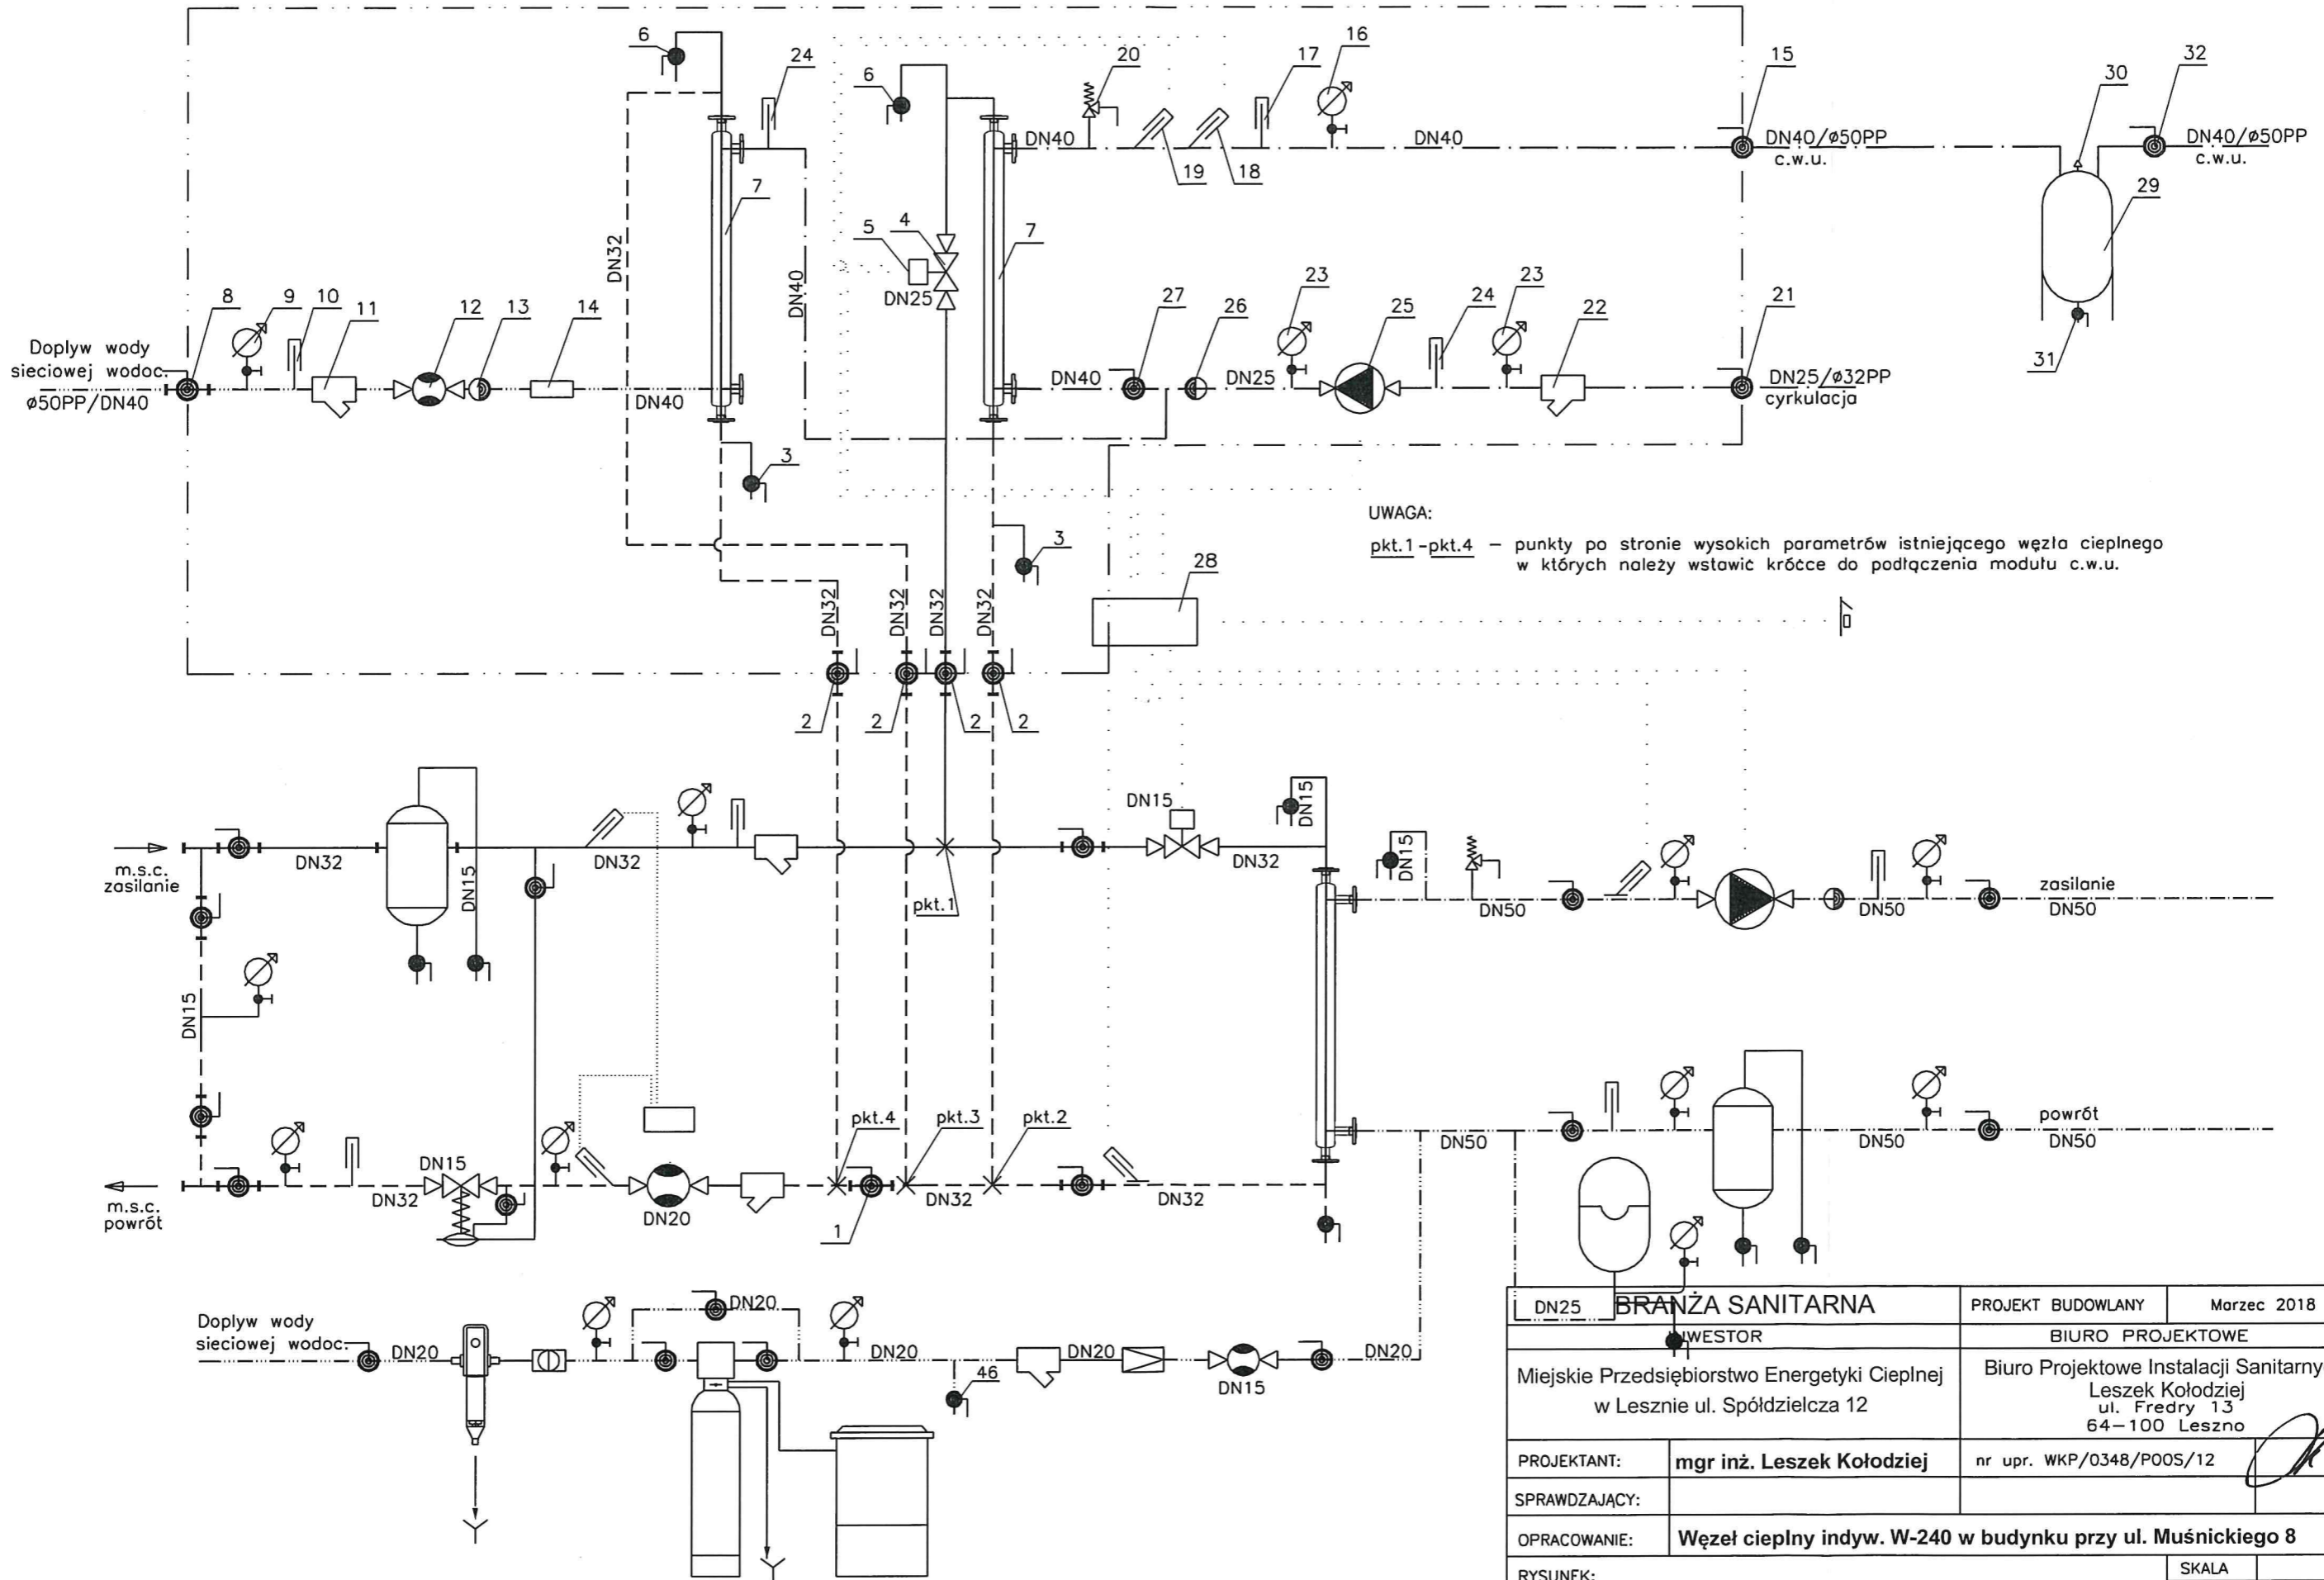 6
24
6
20
16
17
15
30
32
DN40
DN40
19
18
DN40/ø50PP
c.w.u.
DN40/ø50PP
c.w.u.
29
7
DN32
DN40
5
4
DN25
7
31
Doplyw wody
sieciowej wodoc.
ø50PP/DN40
8
9
10
11
12
13
14
DN40
DN40
27
26
DN25
23
25
24
23
22
21
DN25/ø32PP
cyrkulacja
3
3
UWAGA:
pkt.1-pkt.4 – punkty po stronie wysokich parametrów istniejącego węzła cieplnego
w których należy wstawić króćce do podłączenia modułu c.w.u.
28
DN32
DN32
DN32
DN32
2
2
2
2
m.s.c.
zasilanie
DN32
DN15
DN32
pkt.1
DN15
DN32
DN15
DN15
DN50
DN50
zasilanie
DN50
DN15
m.s.c.
powrót
DN32
DN15
DN20
pkt.4
1
pkt.3
DN32
pkt.2
DN32
DN50
DN50
powrót
DN50
Doplyw wody
sieciowej wodoc.
DN20
DN20
DN20
46
DN20
DN15
DN20
DN25
BRANŻA SANITARNA
PROJEKT BUDOWLANY
Marzec 2018
INWESTOR
BIURO PROJEKTOWE
Miejskie Przedsiębiorstwo Energetyki Cieplnej
w Lesznie ul. Spółdzielcza 12
Biuro Projektowe Instalacji Sanitarny
Leszek Kołodziej
ul. Fredry 13
64-100 Leszno
PROJEKTANT:
mgr inż. Leszek Kołodziej
nr upr. WKP/0348/POOS/12
SPRAWDZAJĄCY:
OPRACOWANIE:
Węzeł cieplny indyw. W-240 w budynku przy ul. Muśnickiego 8
RYSUNEK:
SKALA